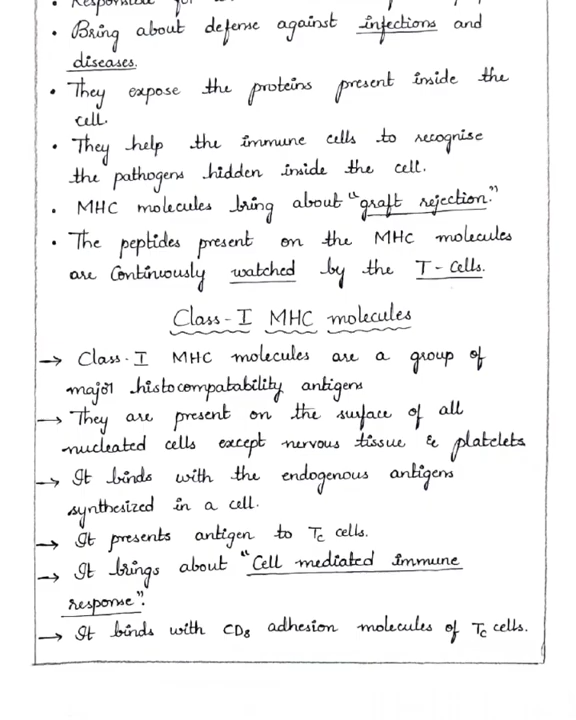 • Responsible for
• Bring about defense against infections and
diseases.
• They expose the proteins present inside the
cell.
• They help the immune cells to recognise
the pathogens hidden inside the cell.
• MHC molecules bring about "graft rejection."
• The peptides present on the MHC molecules
are Continuously watched by the T-Cells.
Class-I MHC molecules
→ Class-I MHC molecules are a group of
major histocompatability antigens
→ They are present on the surface of all
nucleated cells except nervous tissue & platelets
→ It binds with the endogenous antigens
synthesized in a cell.
→ It presents antigen to Tc cells.
→ It brings about "Cell mediated immune
response".
→ It binds with CD8 adhesion molecules of Tc cells.